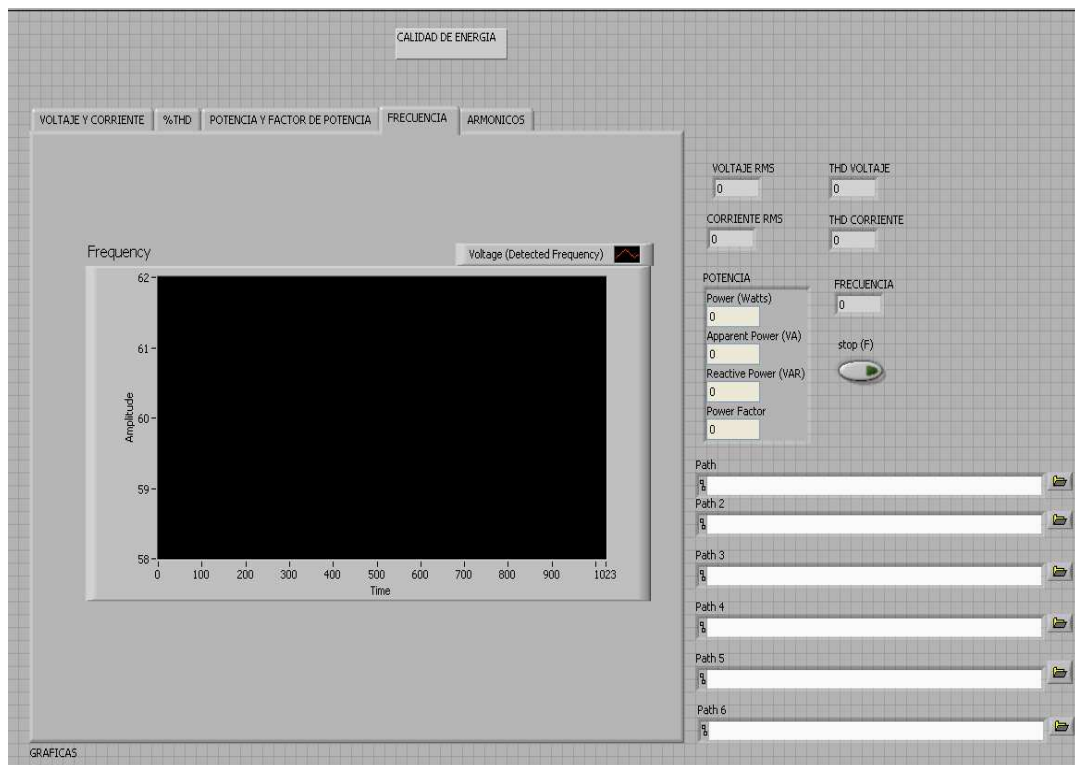 CALIDAD DE ENERGIA
VOLTAJE Y CORRIENTE %THD POTENCIA Y FACTOR DE POTENCIA FRECUENCIA ARMONICOS
Frequency
Voltage (Detected Frequency)
62
61
60
59
58
Amplitude
0 100 200 300 400 500 600 700 800 900 1023
Time
GRAFICAS
VOLTAJE RMS THD VOLTAJE
0 0
CORRIENTE RMS THD CORRIENTE
0 0
POTENCIA
Power (Watts)
0
Apparent Power (VA)
0
Reactive Power (VAR)
0
Power Factor
0
FRECUENCIA
0
stop (F)
Path
Path 2
Path 3
Path 4
Path 5
Path 6